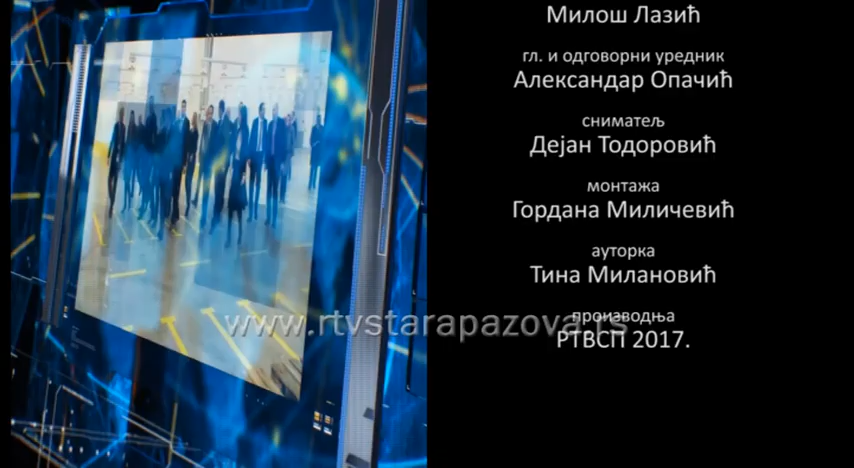 Милош Лазић
гл. и одговорни уредник
Александар Опачић
сниматељ
Дејан Тодоровић
монтажа
Гордана Миличевић
ауторка
Тина Милановић
производња
РТВСП 2017.
www.rtvstarapazova.rs